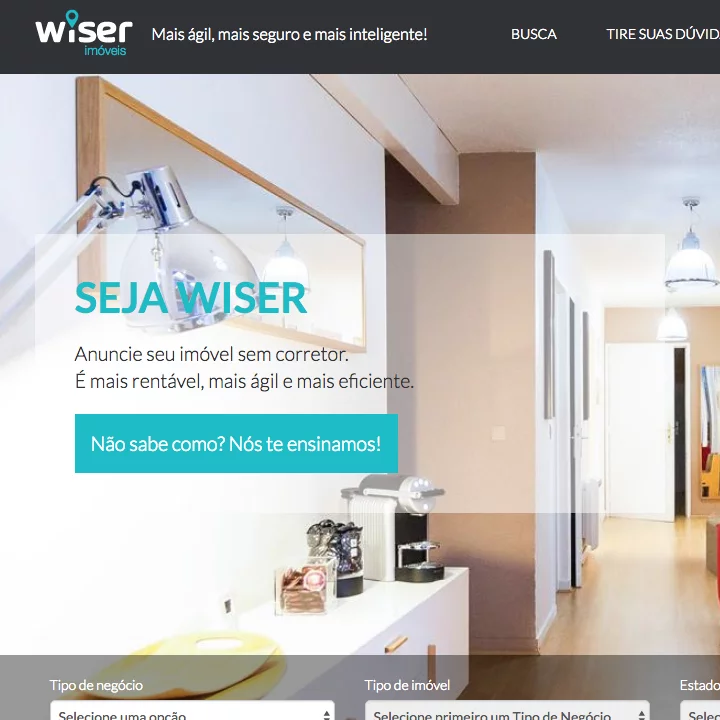 wiser
imóveis
Mais ágil, mais seguro e mais inteligente!
BUSCA
TIRE SUAS DÚVID
SEJA WISER
Anuncie seu imóvel sem corretor.
É mais rentável, mais ágil e mais eficiente.
Não sabe como? Nós te ensinamos!
Tipo de negócio
Tipo de imóvel
Estado
Selecione uma opção
Selecione primeiro um Tipo de Negócio
Selec